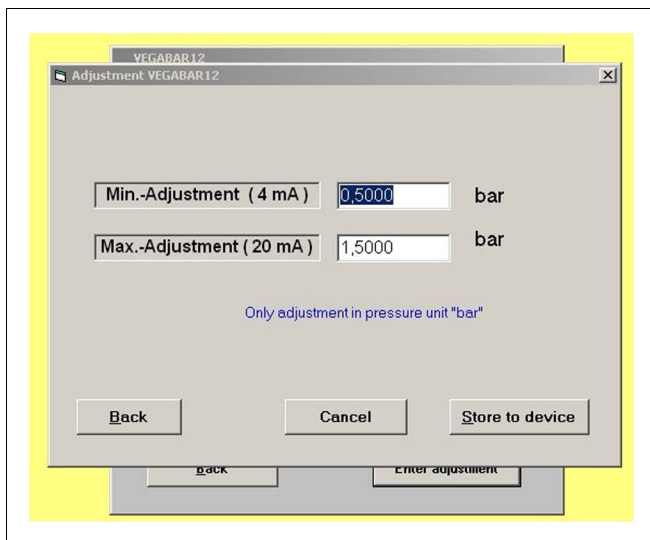 VEGABAR12
Adjustment VEGABAR12
Min.-Adjustment ( 4 mA ) 0,5000 bar
Max.-Adjustment ( 20 mA ) 1,5000 bar
Only adjustment in pressure unit "bar"
Back Cancel Store to device
Back Enter adjustment